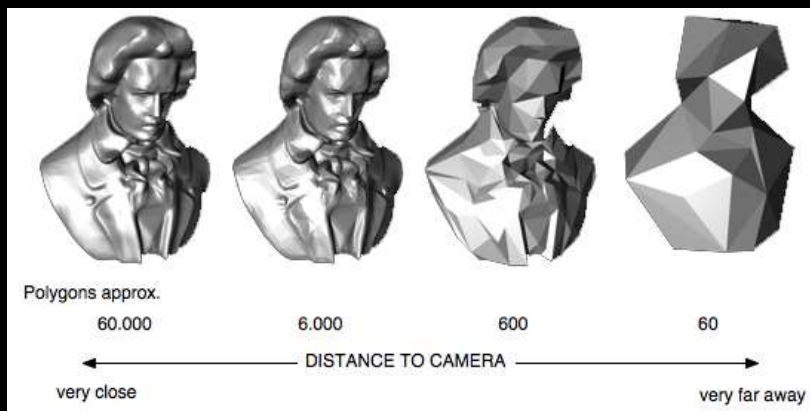 Polygons approx.
60.000 6.000 600 60
DISTANCE TO CAMERA
very close very far away